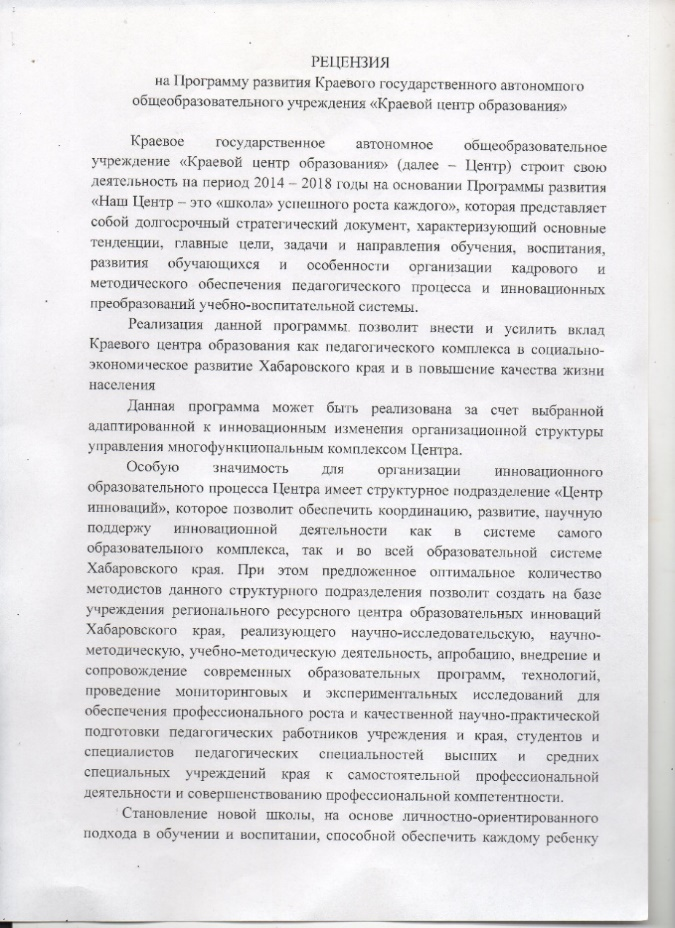 РЕЦЕНЗИЯ
на Программу развития Краевого государственного автономного
общеобразовательного учреждения «Краевой центр образования»
Краевое государственное автономное общеобразовательное
учреждение «Краевой центр образования» (далее – Центр) строит свою
деятельность на период 2014 – 2018 годы на основании Программы развития
«Наш Центр – это «школа» успешного роста каждого», которая представляет
собой долгосрочный стратегический документ, характеризующий основные
тенденции, главные цели, задачи и направления обучения, воспитания,
развития обучающихся и особенности организации кадрового и
методического обеспечения педагогического процесса и инновационных
преобразований учебно-воспитательной системы.
Реализация данной программы позволит внести и усилить вклад
Краевого центра образования как педагогического комплекса в социально-
экономическое развитие Хабаровского края и в повышение качества жизни
населения
Данная программа может быть реализована за счет выбранной
адаптированной к инновационным изменения организационной структуры
управления многофункциональным комплексом Центра.
Особую значимость для организации инновационного
образовательного процесса Центра имеет структурное подразделение «Центр
инноваций», которое позволит обеспечить координацию, развитие, научную
поддержу инновационной деятельности как в системе самого
образовательного комплекса, так и во всей образовательной системе
Хабаровского края. При этом предложенное оптимальное количество
методистов данного структурного подразделения позволит создать на базе
учреждения регионального ресурсного центра образовательных инноваций
Хабаровского края, реализующего научно-исследовательскую, научно-
методическую, учебно-методическую деятельность, апробацию, внедрение и
сопровождение современных образовательных программ, технологий,
проведение мониторинговых и экспериментальных исследований для
обеспечения профессионального роста и качественной научно-практической
подготовки педагогических работников учреждения и края, студентов и
специалистов педагогических специальностей высших и средних
специальных учреждений края к самостоятельной профессиональной
деятельности и совершенствованию профессиональной компетентности.
Становление новой школы, на основе личностно-ориентированного
подхода в обучении и воспитании, способной обеспечить каждому ребенку